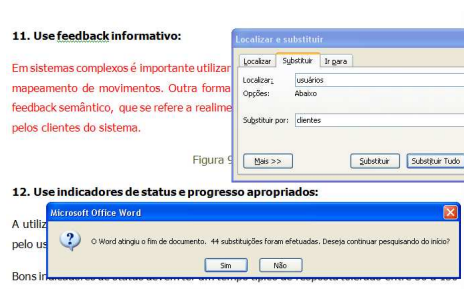 11. Use feedback informativo:
Localizar e substituir
Localizar
Substituir
Ir para
Em sistemas complexos é importante utilizar
Localizar:
usuários
mapeamento de movimentos. Outra forma
Opções:
Abaixo
feedback semântico, que se refere a realime
Substituir por:
clientes
pelos clientes do sistema.
Figura 9
Mais >>
Substituir
Substituir Tudo
12. Use indicadores de status e progresso apropriados:
A utiliz
Microsoft Office Word
pelo us
O Word atingiu o fim de documento. 44 substituições foram efetuadas. Deseja continuar pesquisando do início?
Sim
Não
Bons in